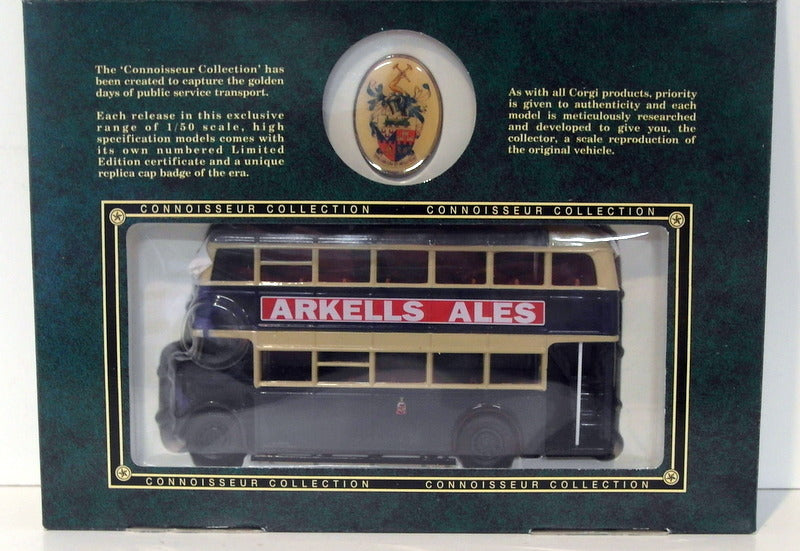 The 'Connoisseur Collection' has
been created to capture the golden
days of public service transport.
Each release in this exclusive
range of 1/50 scale, high
specification models comes with
its own numbered Limited
Edition certificate and a unique
replica cap badge of the era.
As with all Corgi products, priority
is given to authenticity and each
model is meticulously researched
and developed to give you, the
collector, a scale reproduction of
the original vehicle.
CONNOISSEUR COLLECTION CONNOISSEUR COLLECTION
ARKELLS ALES
CONNOISSEUR COLLECTION CONNOISSEUR COLLECTION